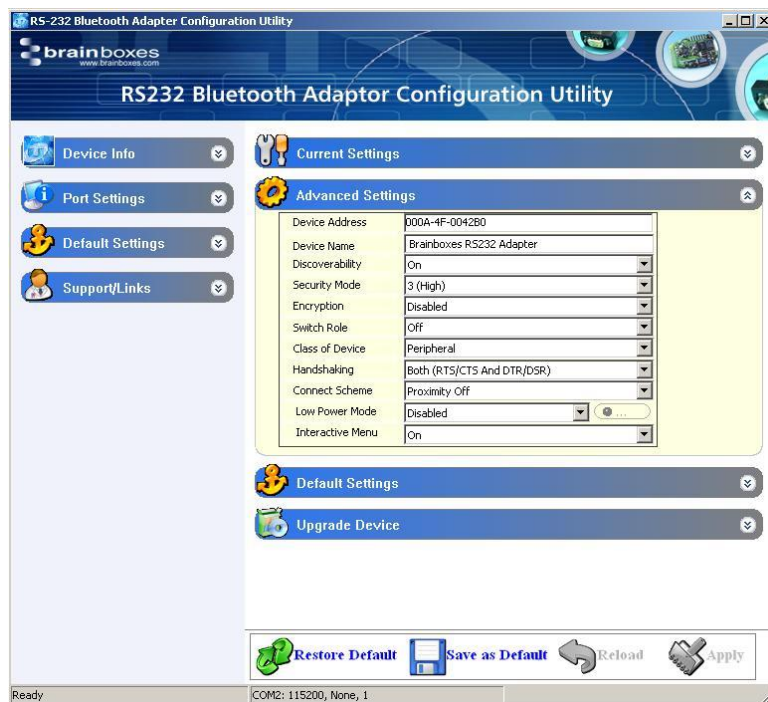 RS-232 Bluetooth Adapter Configuration Utility
brainboxes
www.brainboxes.com
RS232 Bluetooth Adaptor Configuration Utility
Device Info
Port Settings
Default Settings
Support/Links
Current Settings
Advanced Settings
Device Address 000A-4F-0042B0
Device Name Brainboxes RS232 Adapter
Discoverability On
Security Mode 3 (High)
Encryption Disabled
Switch Role Off
Class of Device Peripheral
Handshaking Both (RTS/CTS And DTR/DSR)
Connect Scheme Proximity Off
Low Power Mode Disabled ...
Interactive Menu On
Default Settings
Upgrade Device
Restore Default Save as Default Reload Apply
Ready COM2: 115200, None, 1